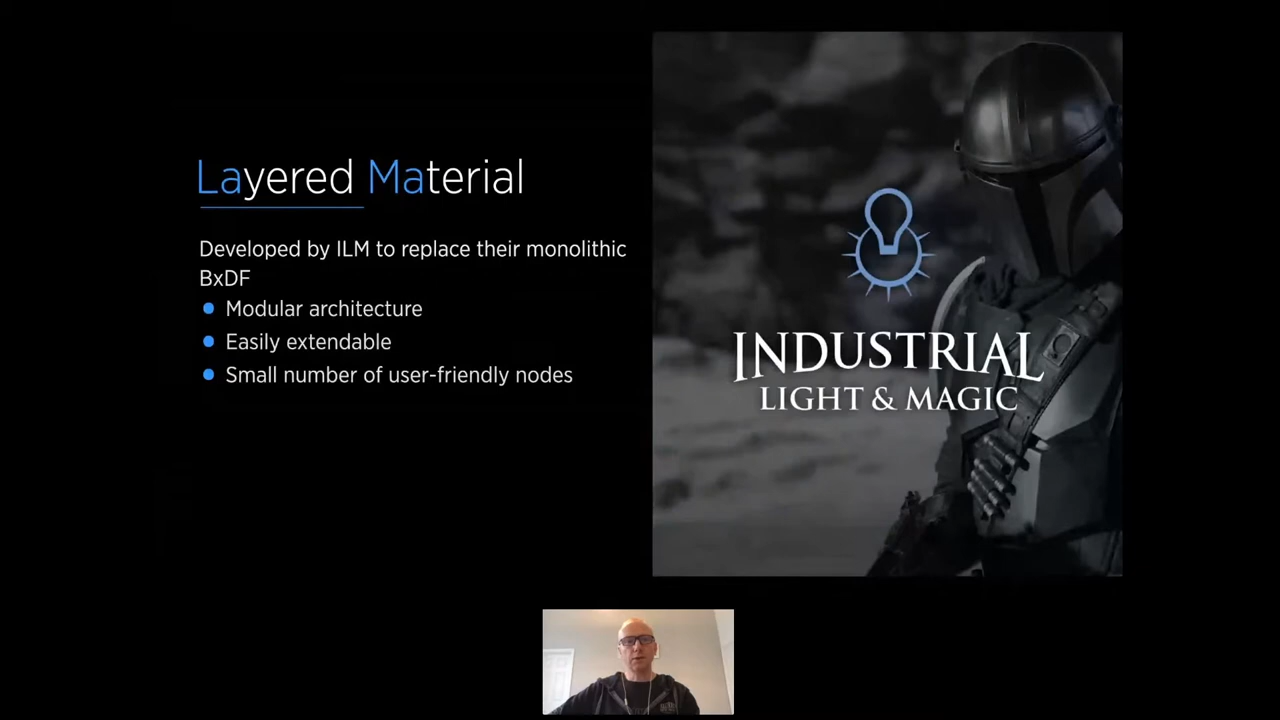 Layered Material
Developed by ILM to replace their monolithic
BxDF
Modular architecture
Easily extendable
Small number of user-friendly nodes
INDUSTRIAL
LIGHT & MAGIC